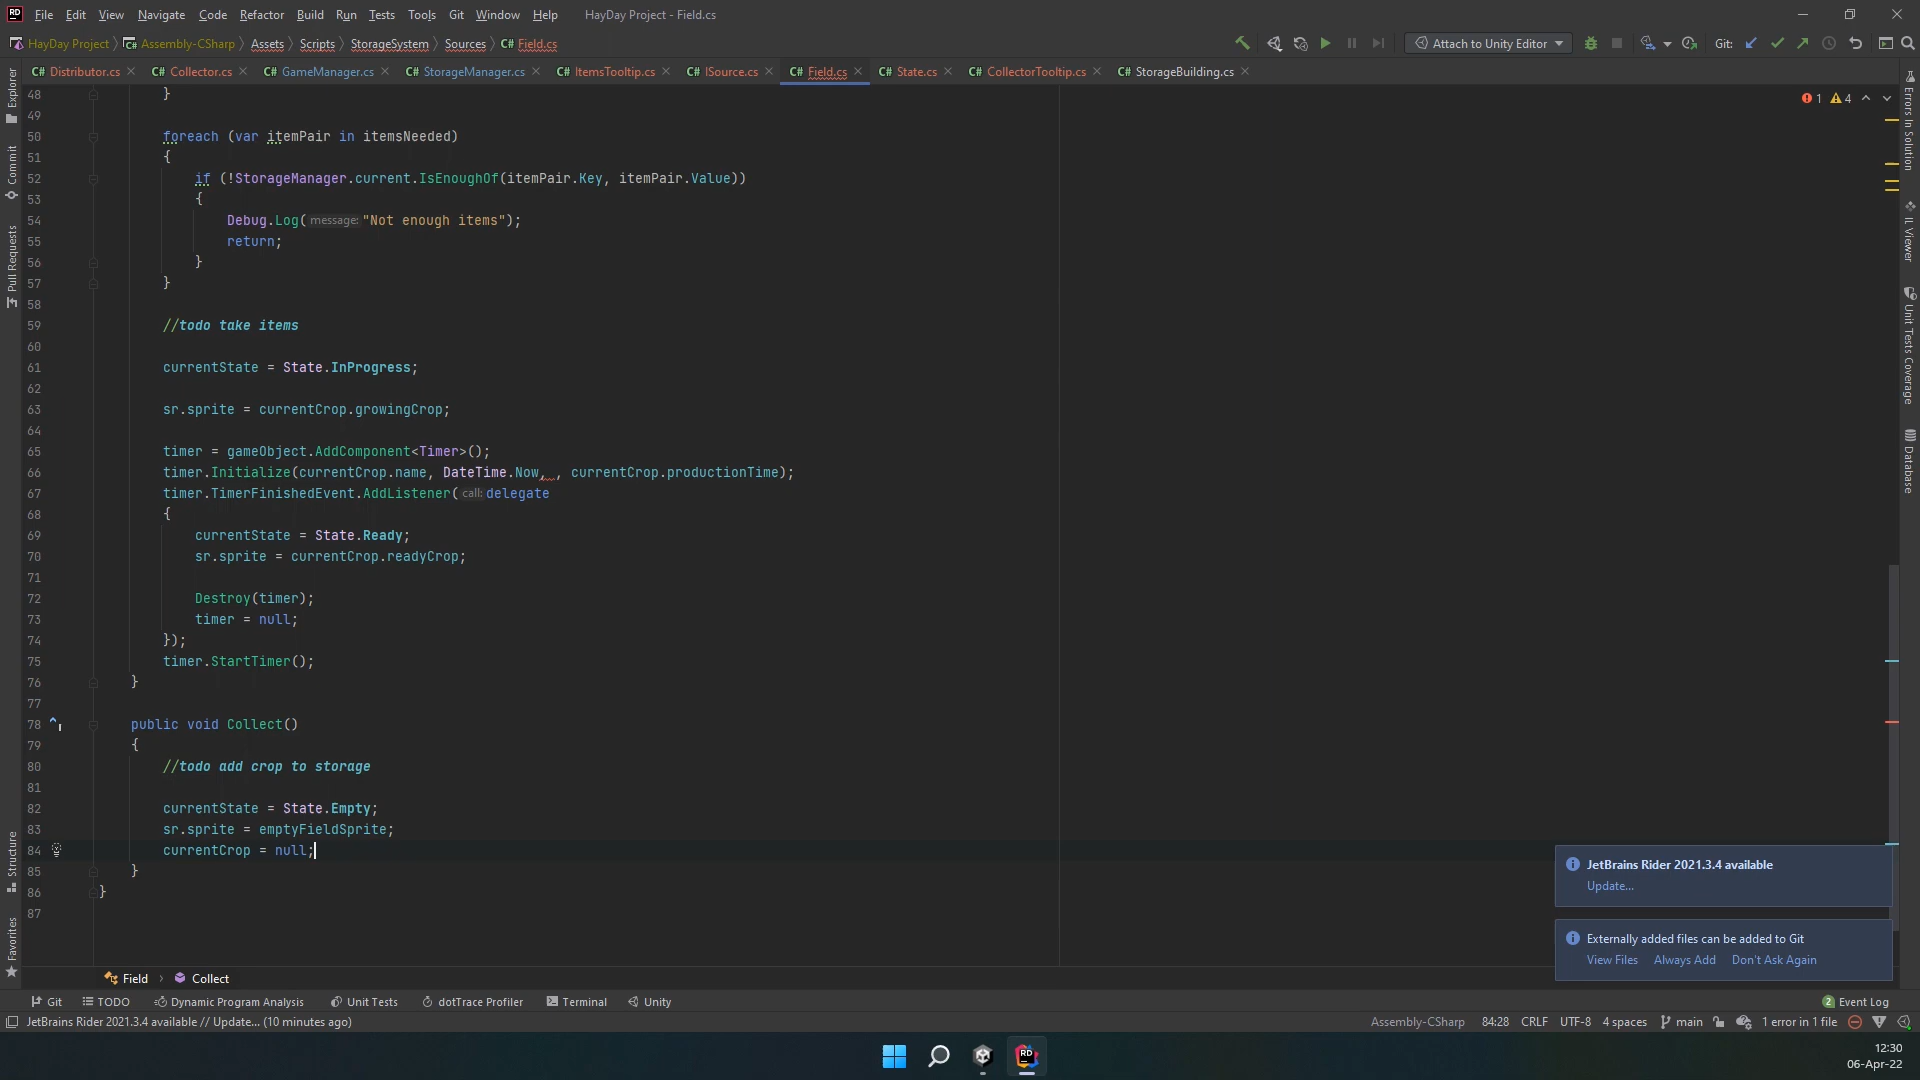 File Edit View Navigate Code Refactor Build Run Tests Tools Git Window Help HayDay Project - Field.cs
HayDay Project Assembly-CSharp Assets Scripts StorageSystem Sources C# Field.cs Attach to Unity Editor Git:
C# Distributor.cs C# Collector.cs C# GameManager.cs C# StorageManager.cs C# ItemsTooltip.cs C# ISource.cs C# Field.cs C# State.cs C# CollectorTooltip.cs C# StorageBuilding.cs
1 4
48 }
49
50 foreach (var itemPair in itemsNeeded)
51 {
52 if (!StorageManager.current.IsEnoughOf(itemPair.Key, itemPair.Value))
53 {
54 Debug.Log( message: "Not enough items");
55 return;
56 }
57 }
58
59 //todo take items
60
61 currentState = State.InProgress;
62
63 sr.sprite = currentCrop.growingCrop;
64
65 timer = gameObject.AddComponent<Timer>();
66 timer.Initialize(currentCrop.name, DateTime.Now, , currentCrop.productionTime);
67 timer.TimerFinishedEvent.AddListener( call: delegate
68 {
69 currentState = State.Ready;
70 sr.sprite = currentCrop.readyCrop;
71
72 Destroy(timer);
73 timer = null;
74 });
75 timer.StartTimer();
76 }
77
78 public void Collect()
79 {
80 //todo add crop to storage
81
82 currentState = State.Empty;
83 sr.sprite = emptyFieldSprite;
84 currentCrop = null;
85 }
86 }
87
Explorer
Commit
Pull Requests
Structure
Favorites
Errors In Solution
IL Viewer
Unit Tests Coverage
Database
JetBrains Rider 2021.3.4 available
Update...
Externally added files can be added to Git
View Files Always Add Don't Ask Again
Field Collect
Git TODO Dynamic Program Analysis Unit Tests dotTrace Profiler Terminal Unity 2 Event Log
JetBrains Rider 2021.3.4 available // Update... (10 minutes ago) Assembly-CSharp 84:28 CRLF UTF-8 4 spaces main 1 error in 1 file
12:30
06-Apr-22